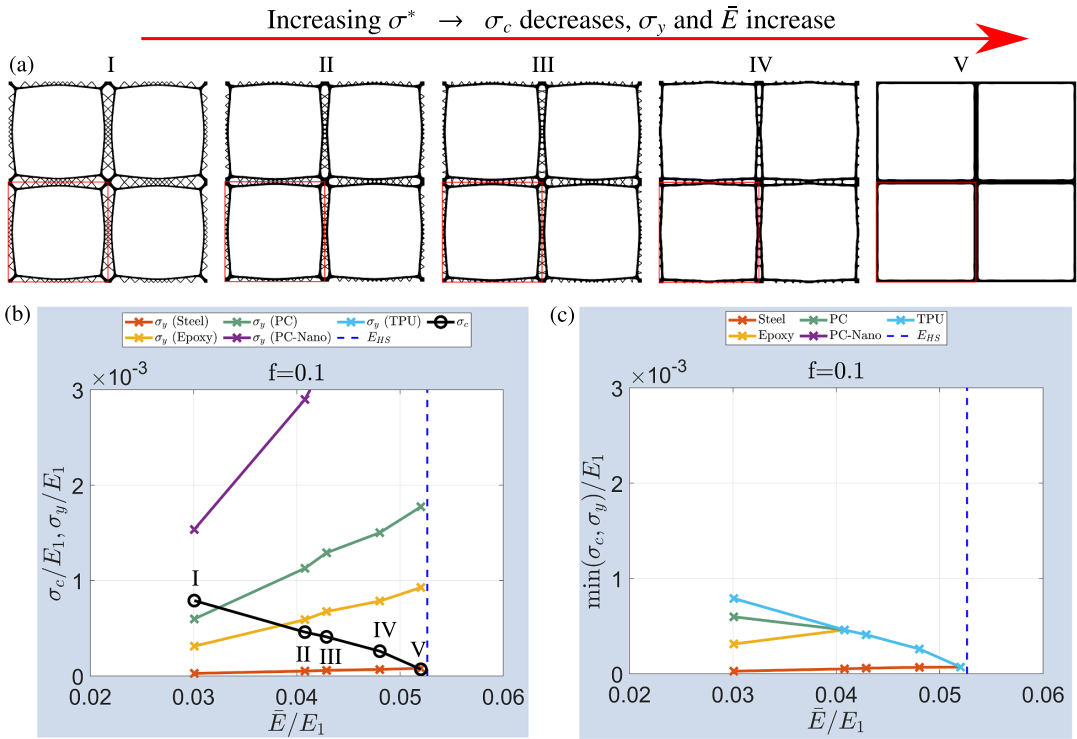 Increasing σ* → σc decreases, σy and Ē increase
(a) I II III IV V
(b)
σy (Steel) σy (PC) σy (TPU) σc
σy (Epoxy) σy (PC-Nano) E_HS
×10⁻³ f=0.1
3
2
1
0
I
II III IV V
0.02 0.03 0.04 0.05 0.06
Ē/E₁
σc/E₁, σy/E₁
(c)
Steel PC TPU
Epoxy PC-Nano E_HS
×10⁻³ f=0.1
3
2
1
0
0.02 0.03 0.04 0.05 0.06
Ē/E₁
min(σc, σy)/E₁